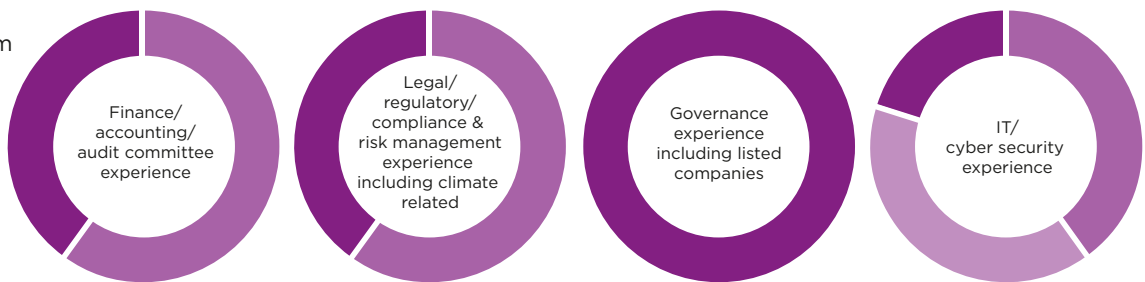 Finance/
accounting/
audit committee
experience
Legal/
regulatory/
compliance &
risk management
experience
including climate
related
Governance
experience
including listed
companies
IT/
cyber security
experience